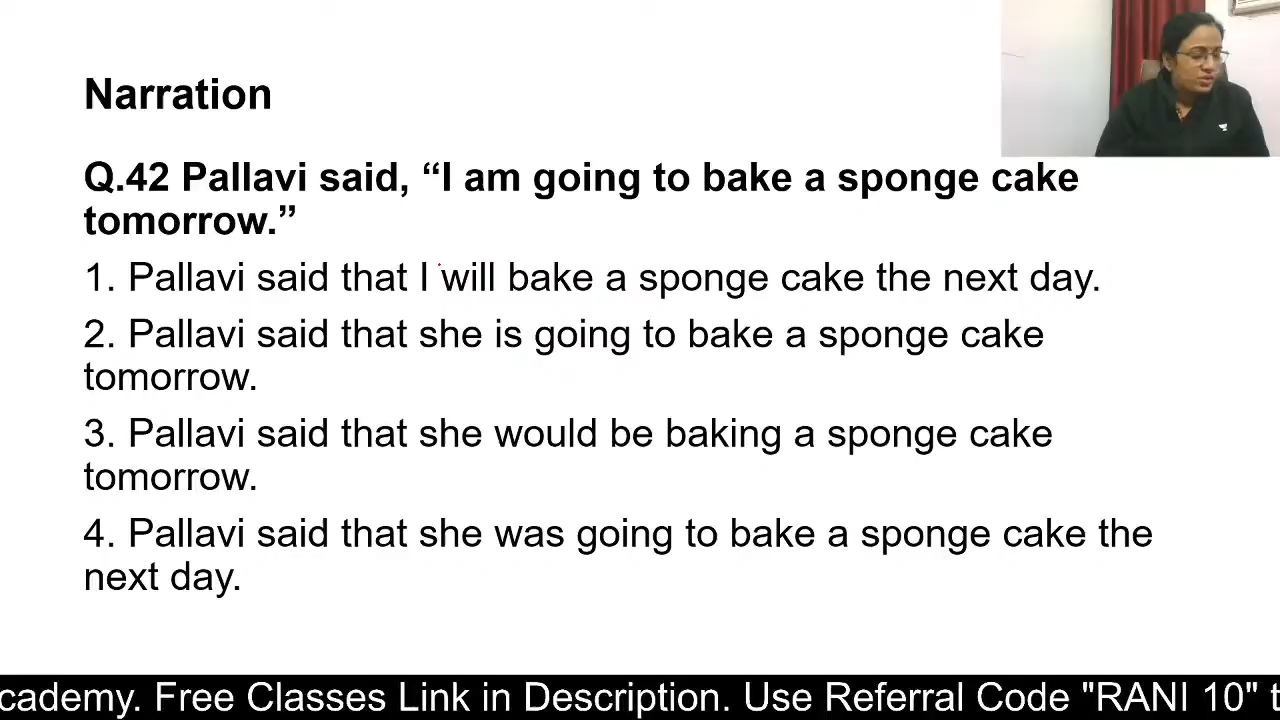 Narration
Q.42 Pallavi said, “I am going to bake a sponge cake
tomorrow.”
1. Pallavi said that I will bake a sponge cake the next day.
2. Pallavi said that she is going to bake a sponge cake
tomorrow.
3. Pallavi said that she would be baking a sponge cake
tomorrow.
4. Pallavi said that she was going to bake a sponge cake the
next day.
cademy. Free Classes Link in Description. Use Referral Code "RANI 10" t